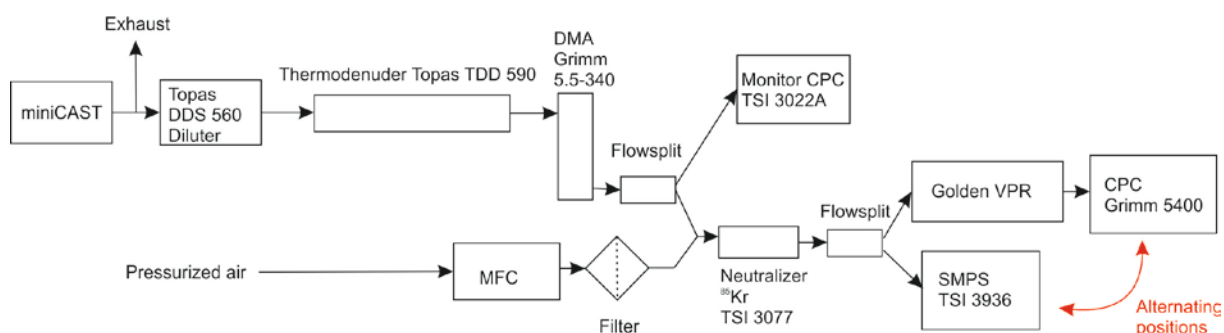 Exhaust
miniCAST
Topas
DDS 560
Diluter
Thermodenuder Topas TDD 590
DMA
Grimm
5.5-340
Monitor CPC
TSI 3022A
Flowsplit
Pressurized air
MFC
Filter
Neutralizer
⁸⁵Kr
TSI 3077
Flowsplit
Golden VPR
CPC
Grimm 5400
SMPS
TSI 3936
Alternating
positions